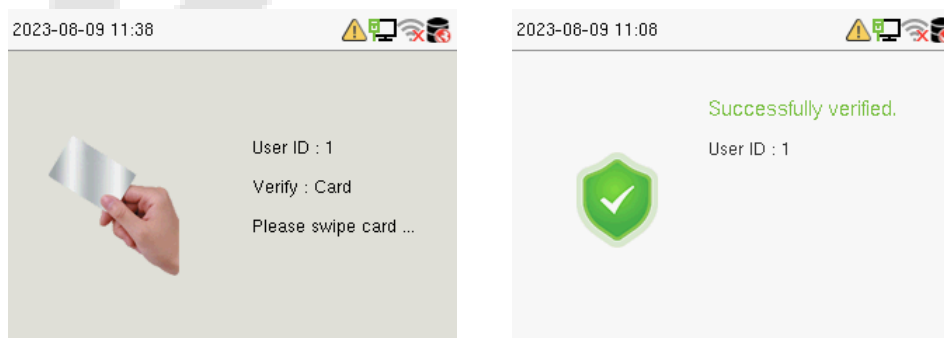 2023-08-09 11:38
User ID : 1
Verify : Card
Please swipe card ...
2023-08-09 11:08
Successfully verified.
User ID : 1